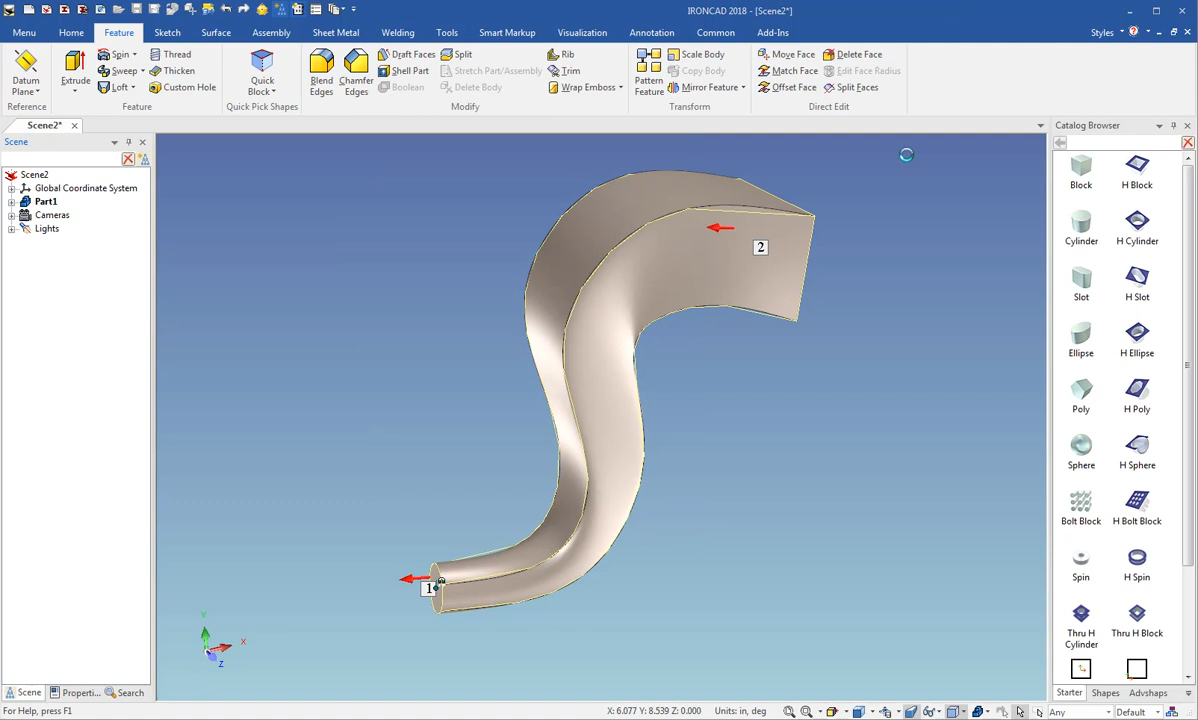 IRONCAD 2018 - [Scene2*]
Menu Home Feature Sketch Surface Assembly Sheet Metal Welding Tools Smart Markup Visualization Annotation Common Add-Ins Styles
Datum Plane
Reference
Extrude
Spin
Sweep
Loft
Thread
Thicken
Custom Hole
Feature
Quick Block
Quick Pick Shapes
Blend Edges
Chamfer Edges
Draft Faces
Shell Part
Boolean
Split
Stretch Part/Assembly
Delete Body
Rib
Trim
Wrap Emboss
Modify
Pattern Feature
Scale Body
Copy Body
Mirror Feature
Transform
Move Face
Match Face
Offset Face
Delete Face
Edit Face Radius
Split Faces
Direct Edit
Scene2*
Scene
Scene2
Global Coordinate System
Part1
Cameras
Lights
2
1
Y
X
Z
Catalog Browser
Block H Block
Cylinder H Cylinder
Slot H Slot
Ellipse H Ellipse
Poly H Poly
Sphere H Sphere
Bolt Block H Bolt Block
Spin H Spin
Thru H Cylinder
Thru H Block
Starter Shapes Advshaps
Scene Properti... Search
For Help, press F1
X: 6.077 Y: 8.539 Z: 0.000 Units: in, deg
Any Default